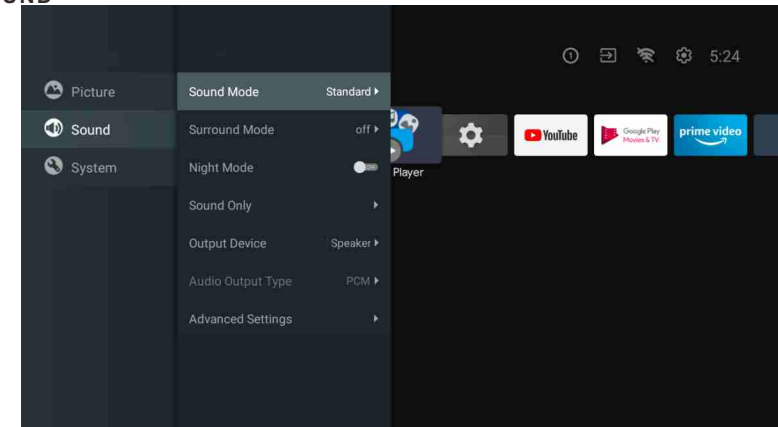 5:24
Picture
Sound
System
Sound Mode Standard
Surround Mode off
Night Mode
Sound Only
Output Device Speaker
Audio Output Type PCM
Advanced Settings
Player
YouTube
Google Play
Movies & TV
prime video